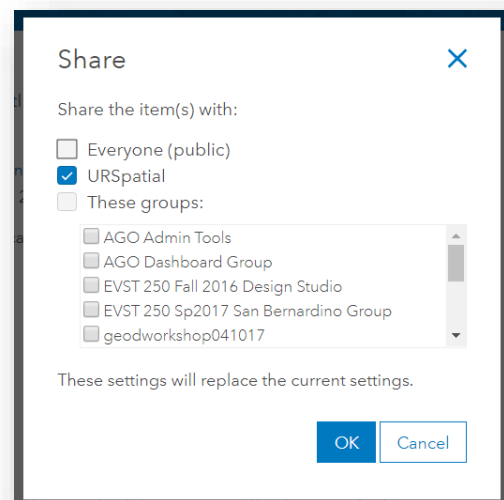 Share
Share the item(s) with:
Everyone (public)
URSpatial
These groups:
AGO Admin Tools
AGO Dashboard Group
EVST 250 Fall 2016 Design Studio
EVST 250 Sp2017 San Bernardino Group
geodworkshop041017
These settings will replace the current settings.
OK
Cancel